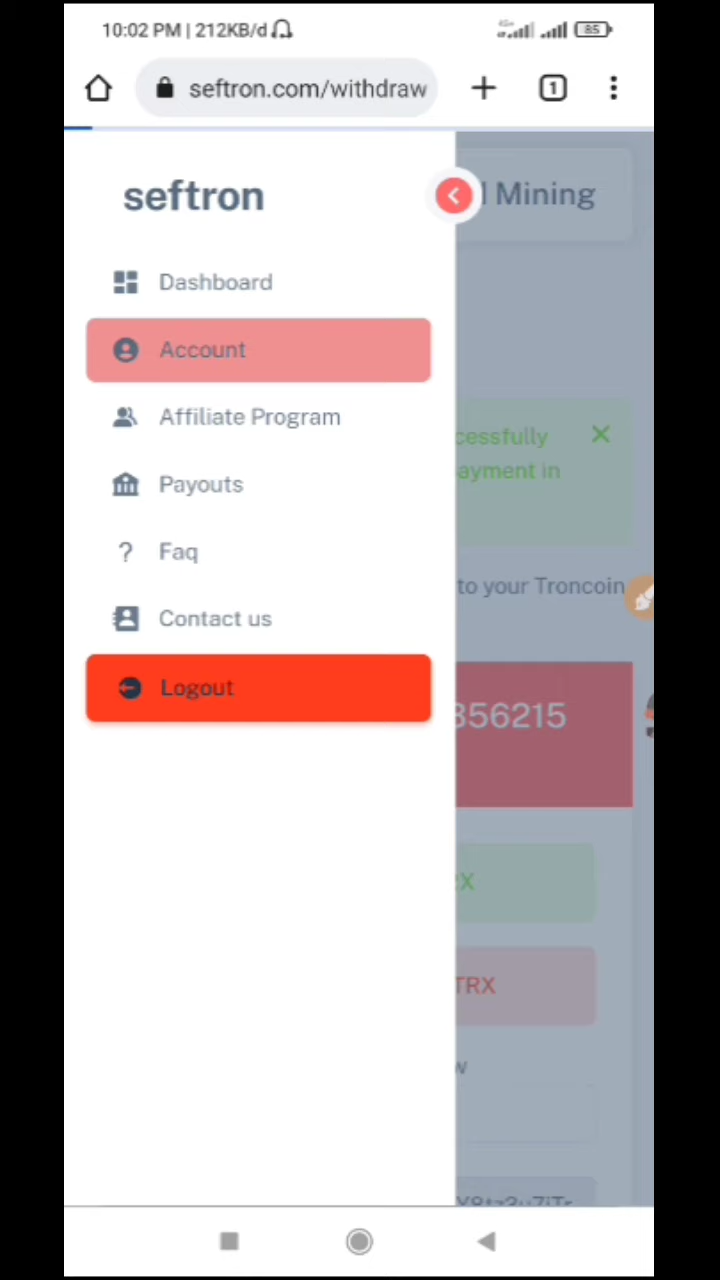 10:02 PM | 212KB/d
85
seftron.com/withdraw
1
seftron
Mining
Dashboard
Account
Affiliate Program
cessfully
ayment in
Payouts
Faq
to your Troncoin
Contact us
Logout
356215
X
TRX
w